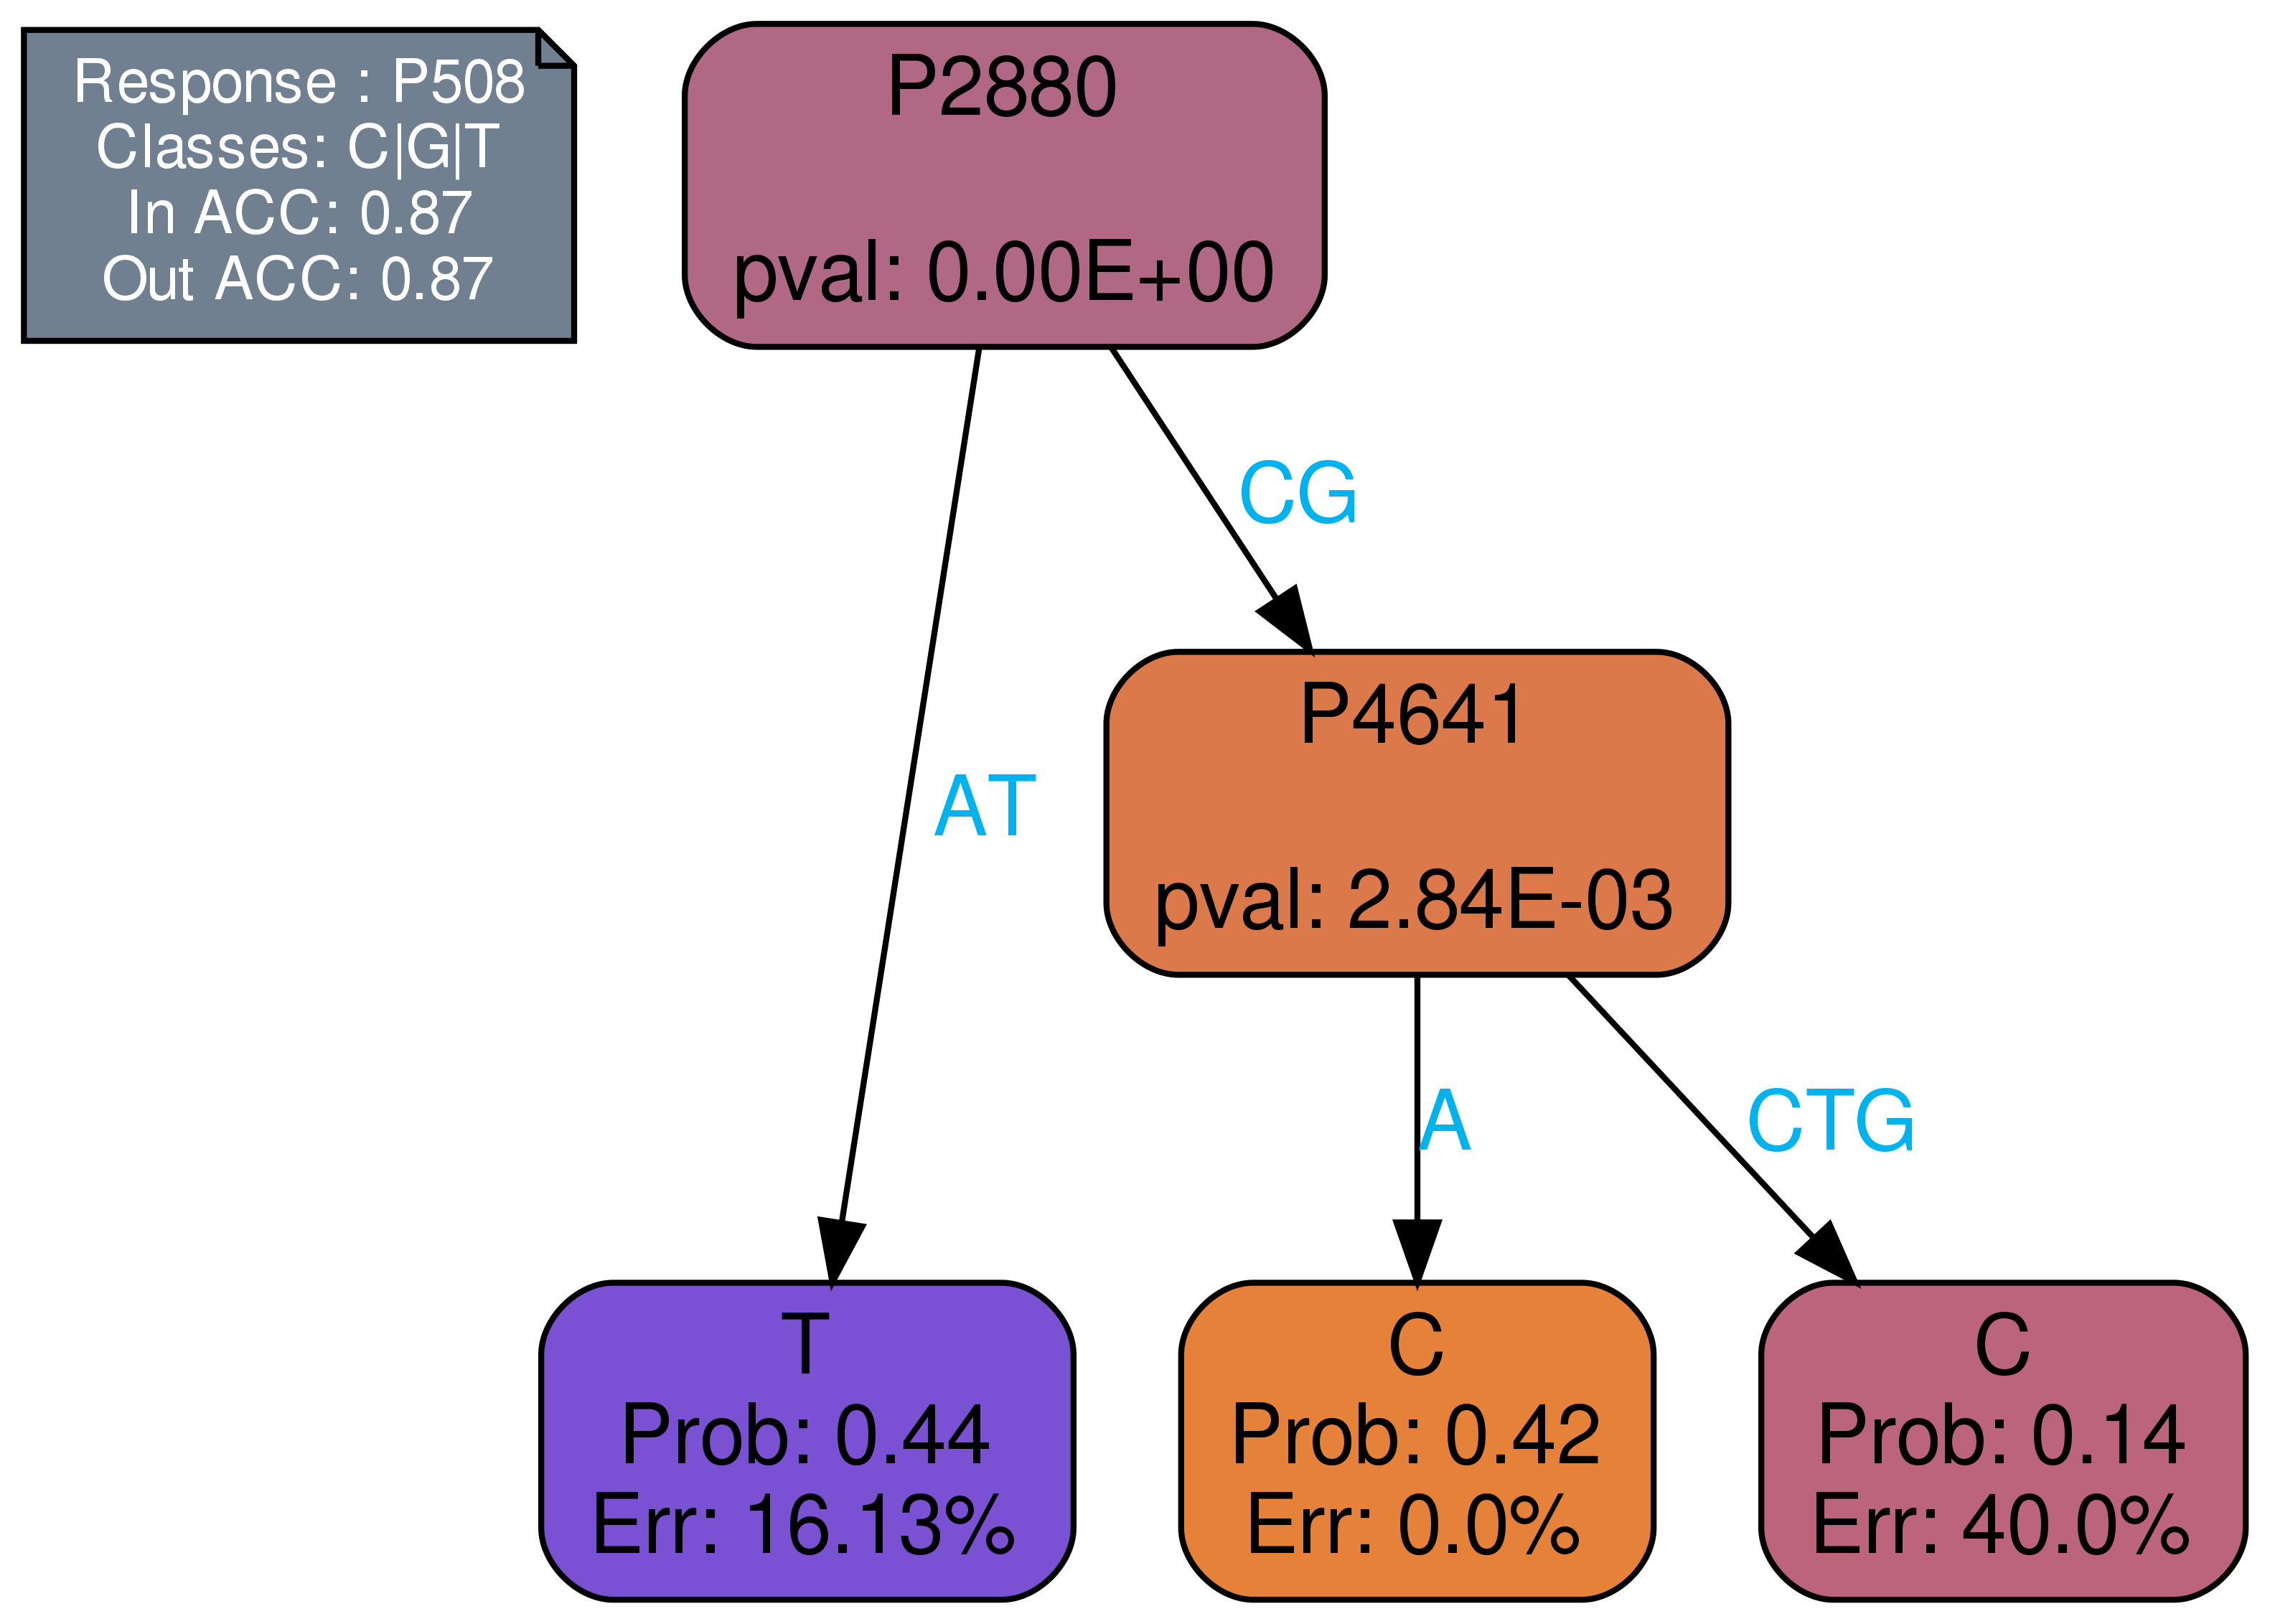 Response : P508
Classes: C|G|T
In ACC: 0.87
Out ACC: 0.87
P2880
pval: 0.00E+00
CG
AT
P4641
pval: 2.84E-03
A
CTG
T
Prob: 0.44
Err: 16.13%
C
Prob: 0.42
Err: 0.0%
C
Prob: 0.14
Err: 40.0%